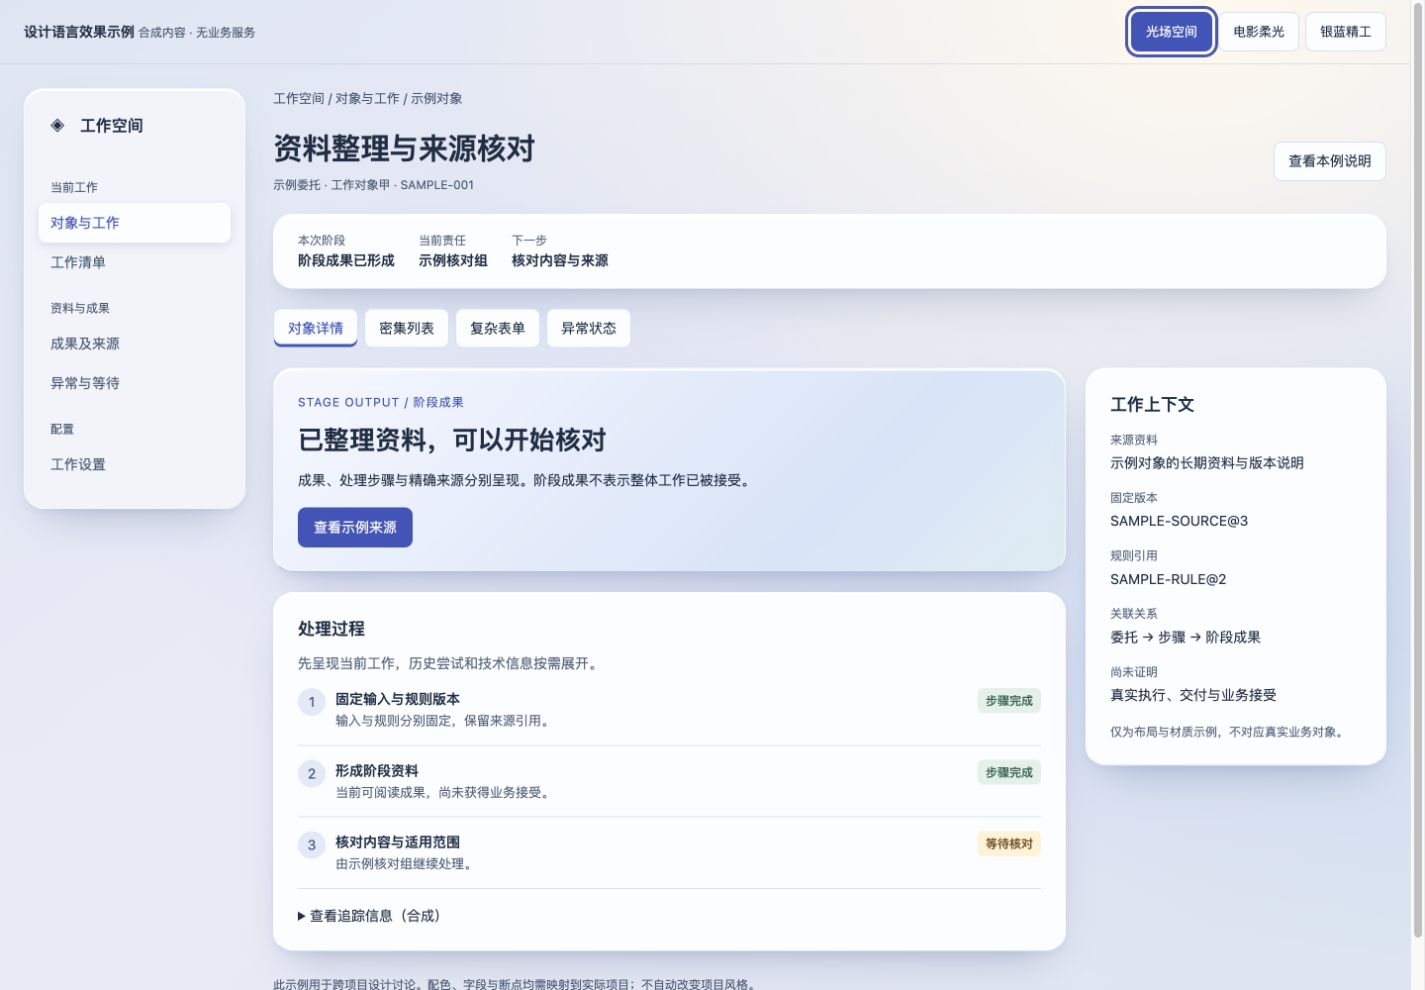 设计语言效果示例 合成内容 · 无业务服务
光场空间
电影柔光
银蓝精工
◈ 工作空间
当前工作
对象与工作
工作清单
资料与成果
成果及来源
异常与等待
配置
工作设置
工作空间 / 对象与工作 / 示例对象
资料整理与来源核对
示例委托 · 工作对象甲 · SAMPLE-001
查看本例说明
本次阶段
阶段成果已形成
当前责任
示例核对组
下一步
核对内容与来源
对象详情
密集列表
复杂表单
异常状态
STAGE OUTPUT / 阶段成果
已整理资料，可以开始核对
成果、处理步骤与精确来源分别呈现。阶段成果不表示整体工作已被接受。
查看示例来源
处理过程
先呈现当前工作，历史尝试和技术信息按需展开。
1 固定输入与规则版本
输入与规则分别固定，保留来源引用。
步骤完成
2 形成阶段资料
当前可阅读成果，尚未获得业务接受。
步骤完成
3 核对内容与适用范围
由示例核对组继续处理。
等待核对
▶ 查看追踪信息（合成）
工作上下文
来源资料
示例对象的长期资料与版本说明
固定版本
SAMPLE-SOURCE@3
规则引用
SAMPLE-RULE@2
关联关系
委托 → 步骤 → 阶段成果
尚未证明
真实执行、交付与业务接受
仅为布局与材质示例，不对应真实业务对象。
此示例用于跨项目设计讨论。配色、字段与断点均需映射到实际项目；不自动改变项目风格。